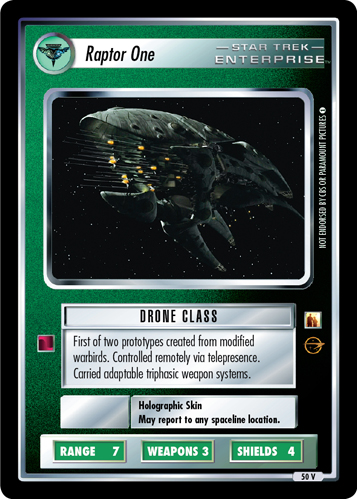 Raptor One
STAR TREK
ENTERPRISE™
NOT ENDORSED BY CBS OR PARAMOUNT PICTURES
DRONE CLASS
First of two prototypes created from modified
warbirds. Controlled remotely via telepresence.
Carried adaptable triphasic weapon systems.
Holographic Skin
May report to any spaceline location.
RANGE 7
WEAPONS 3
SHIELDS 4
50 V